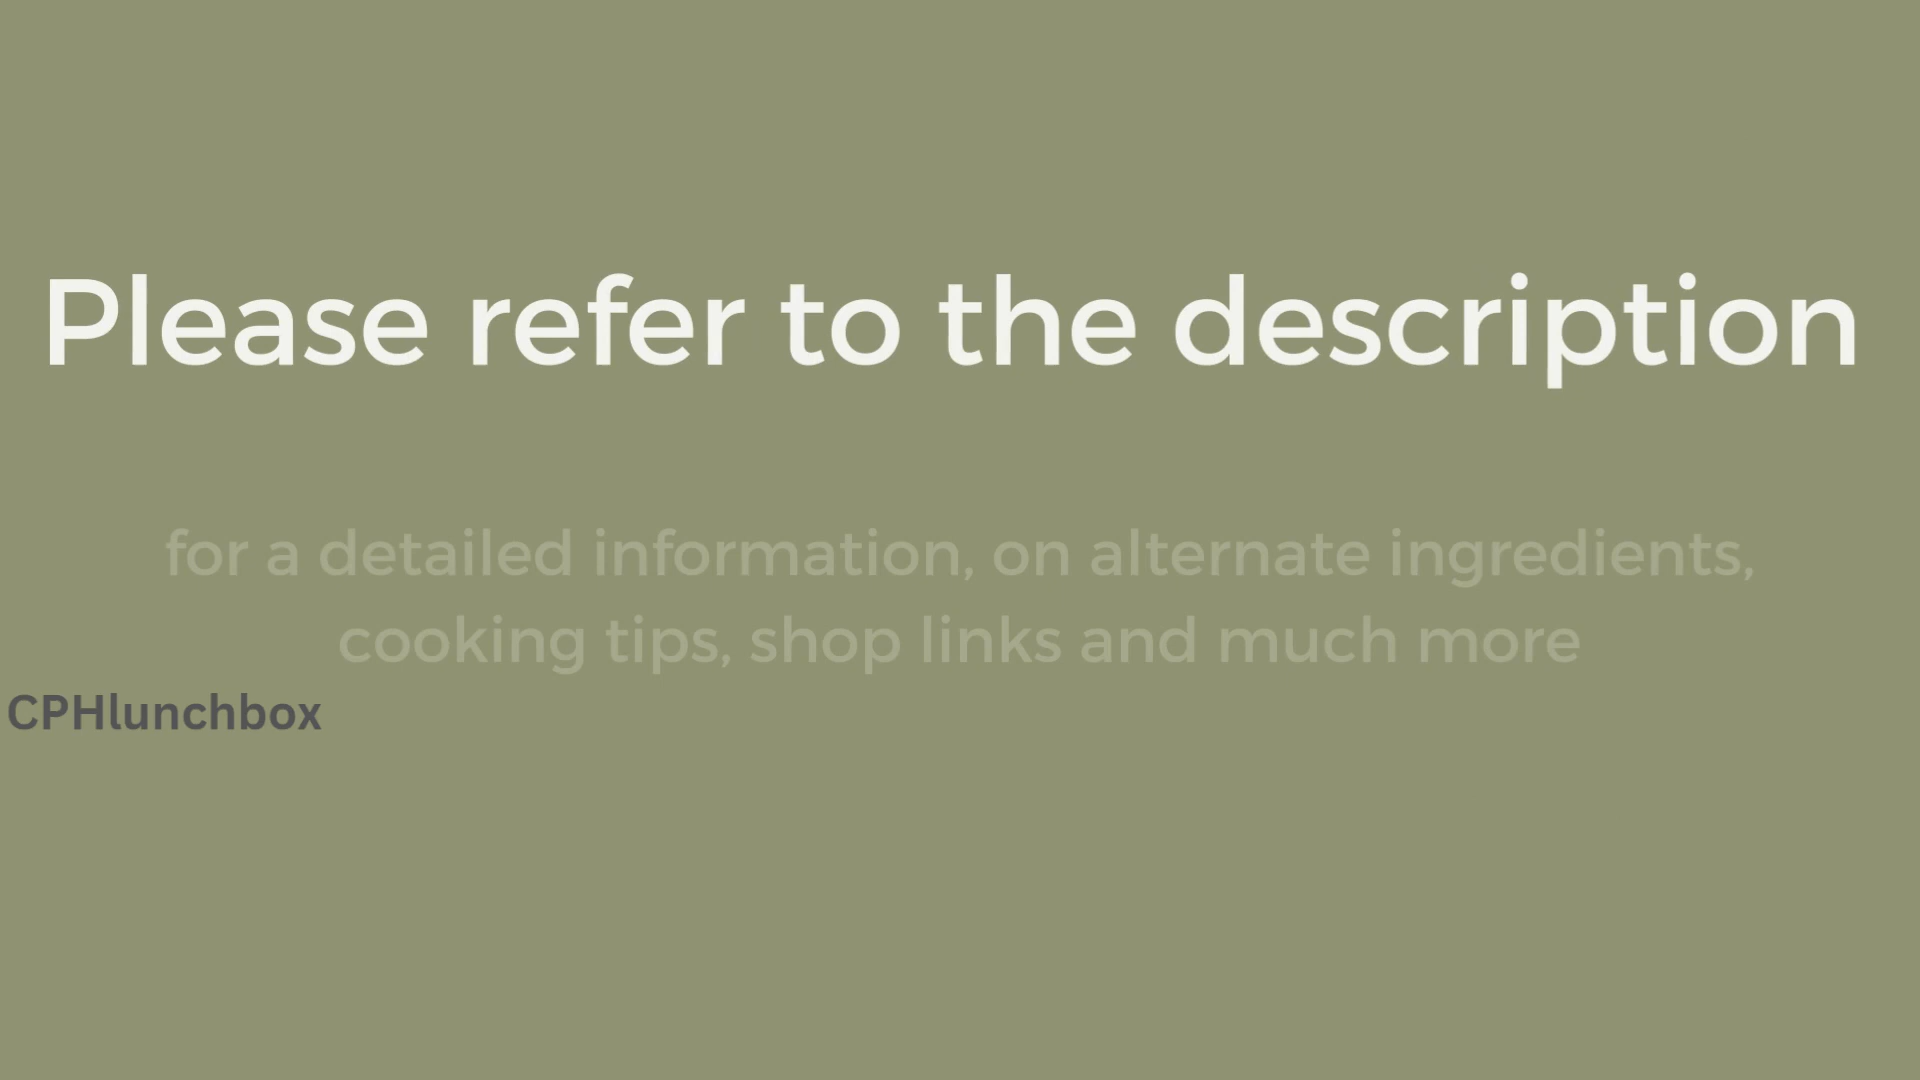 Please refer to the description
for a detailed information, on alternate ingredients,
cooking tips, shop links and much more
CPHlunchbox